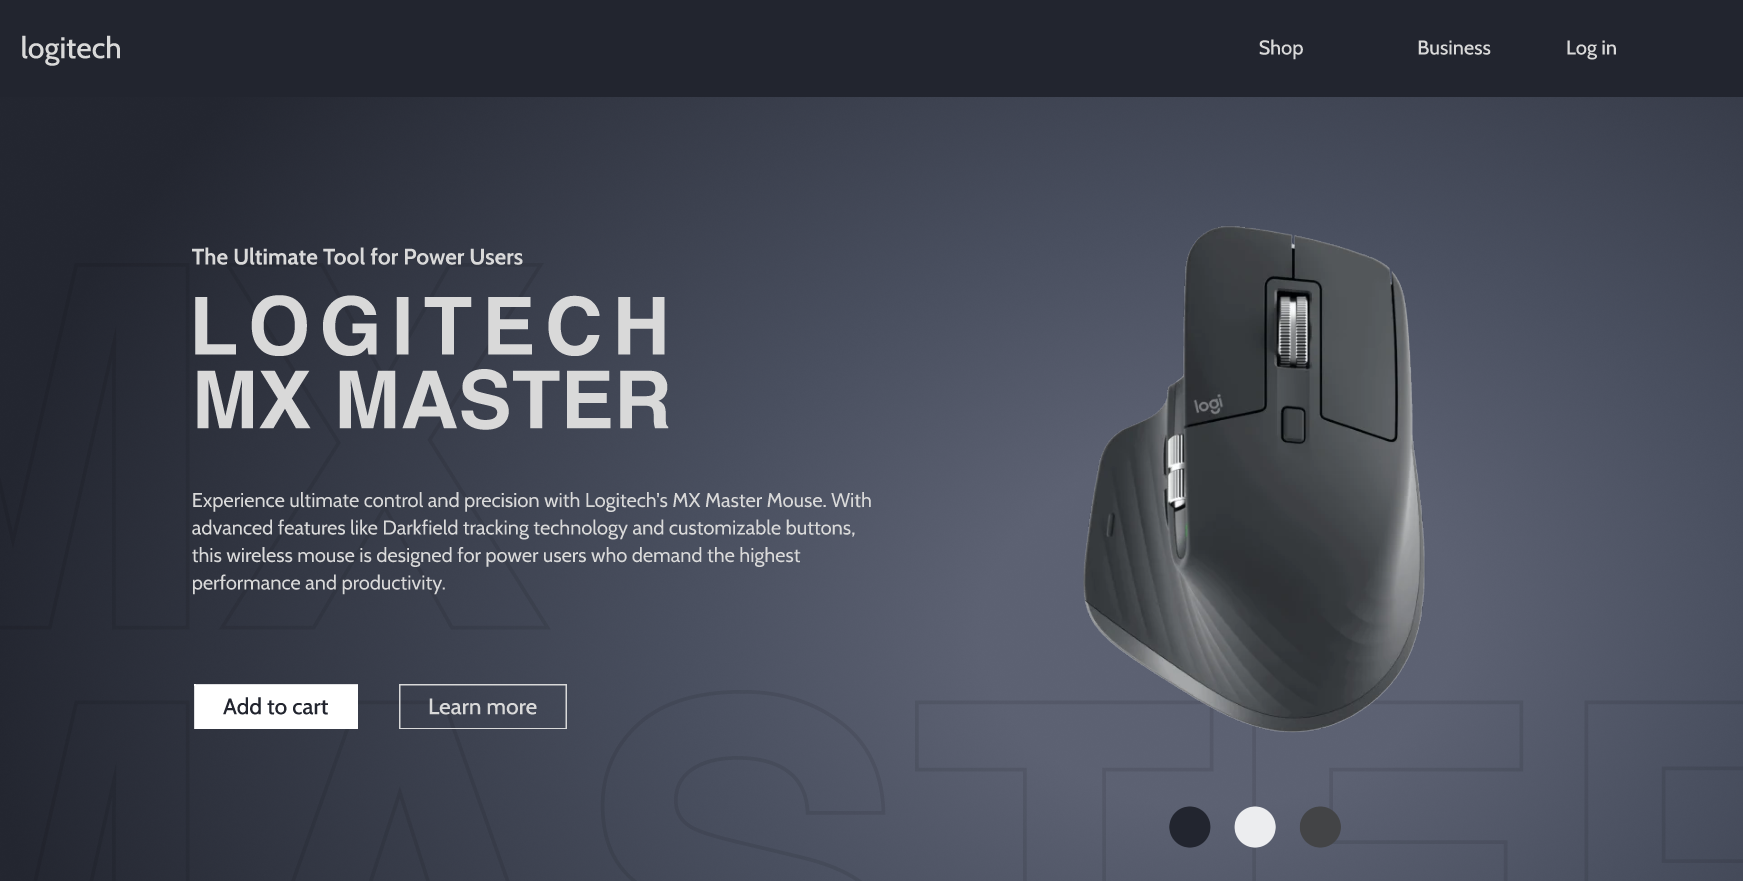 logitech
Shop
Business
Log in
The Ultimate Tool for Power Users
LOGITECH
MX MASTER
Experience ultimate control and precision with Logitech's MX Master Mouse. With
advanced features like Darkfield tracking technology and customizable buttons,
this wireless mouse is designed for power users who demand the highest
performance and productivity.
Add to cart
Learn more
logi
MX
MASTER